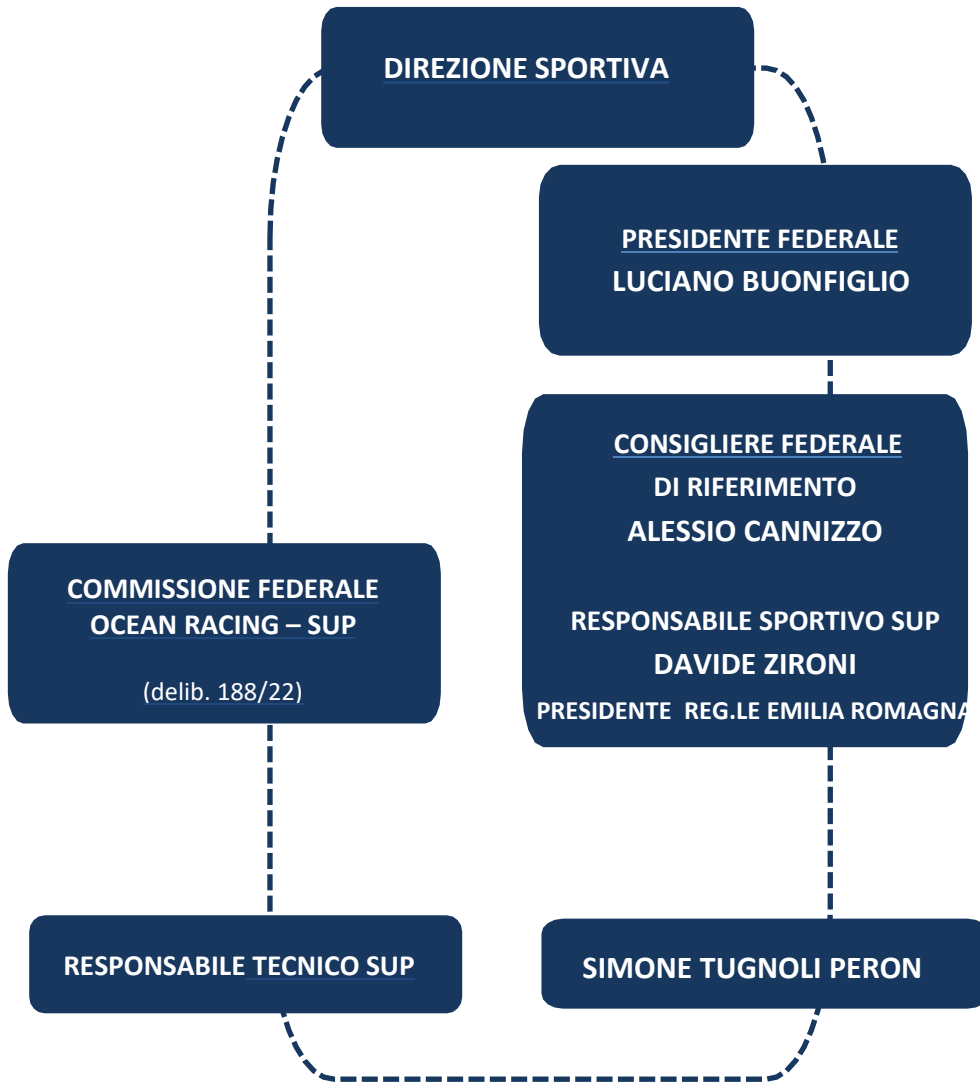 DIREZIONE SPORTIVA
PRESIDENTE FEDERALE
LUCIANO BUONFIGLIO
CONSIGLIERE FEDERALE
DI RIFERIMENTO
ALESSIO CANNIZZO
RESPONSABILE SPORTIVO SUP
DAVIDE ZIRONI
PRESIDENTE REG.LE EMILIA ROMAGNA
COMMISSIONE FEDERALE
OCEAN RACING – SUP
(delib. 188/22)
RESPONSABILE TECNICO SUP
SIMONE TUGNOLI PERON